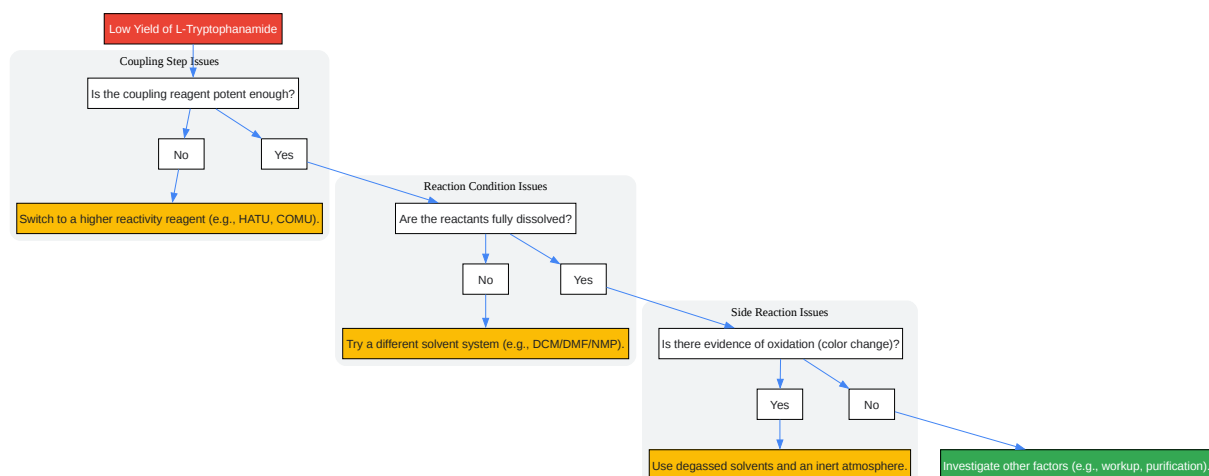 Low Yield of L-Tryptophanamide
Coupling Step Issues
Is the coupling reagent potent enough?
No
Yes
Switch to a higher reactivity reagent (e.g., HATU, COMU).
Reaction Condition Issues
Are the reactants fully dissolved?
No
Yes
Try a different solvent system (e.g., DCM/DMF/NMP).
Side Reaction Issues
Is there evidence of oxidation (color change)?
Yes
No
Use degassed solvents and an inert atmosphere.
Investigate other factors (e.g., workup, purification).